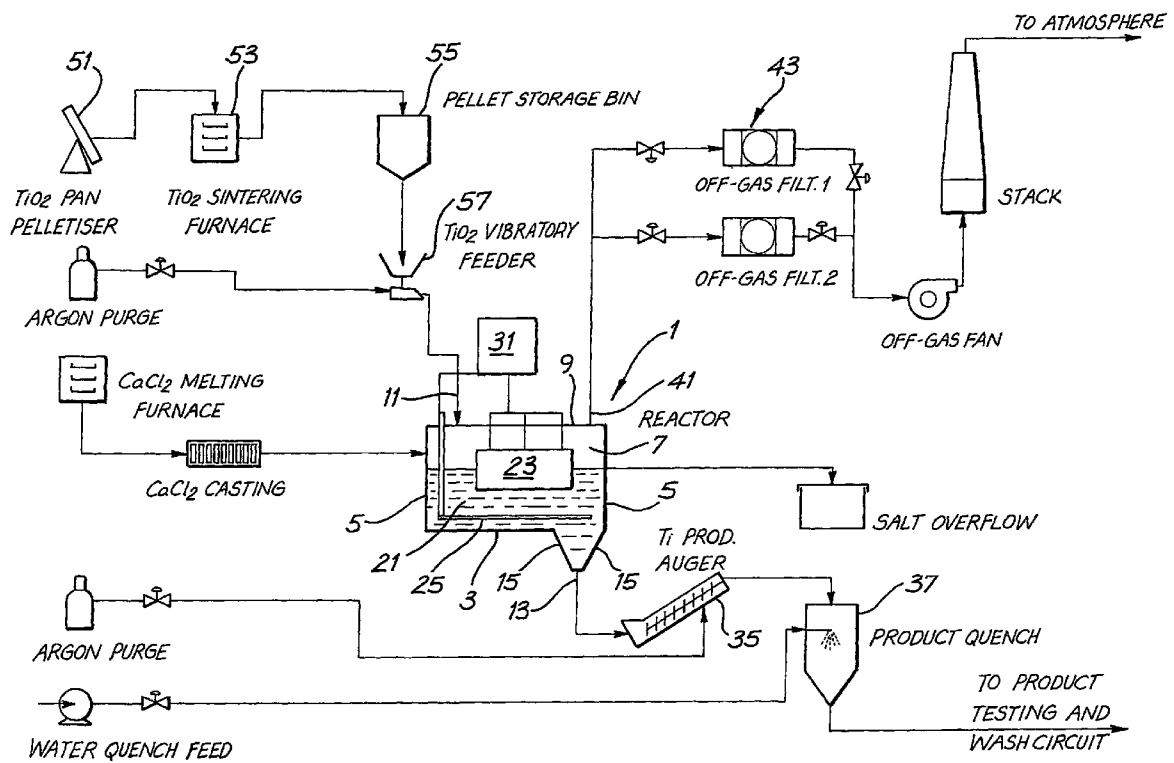 TO ATMOSPHERE
51
53
55
43
PELLET STORAGE BIN
TiO2 PAN
PELLETISER
TiO2 SINTERING
FURNACE
57
TiO2 VIBRATORY
FEEDER
OFF-GAS FILT.1
STACK
OFF-GAS FILT.2
ARGON PURGE
OFF-GAS FAN
31
1
9
41
11
CaCl2 MELTING
FURNACE
REACTOR
7
23
CaCl2 CASTING
5
5
SALT OVERFLOW
21
25
3
15
15
13
Ti PROD.
AUGER
35
37
ARGON PURGE
PRODUCT QUENCH
TO PRODUCT
TESTING AND
WASH CIRCUIT
WATER QUENCH FEED